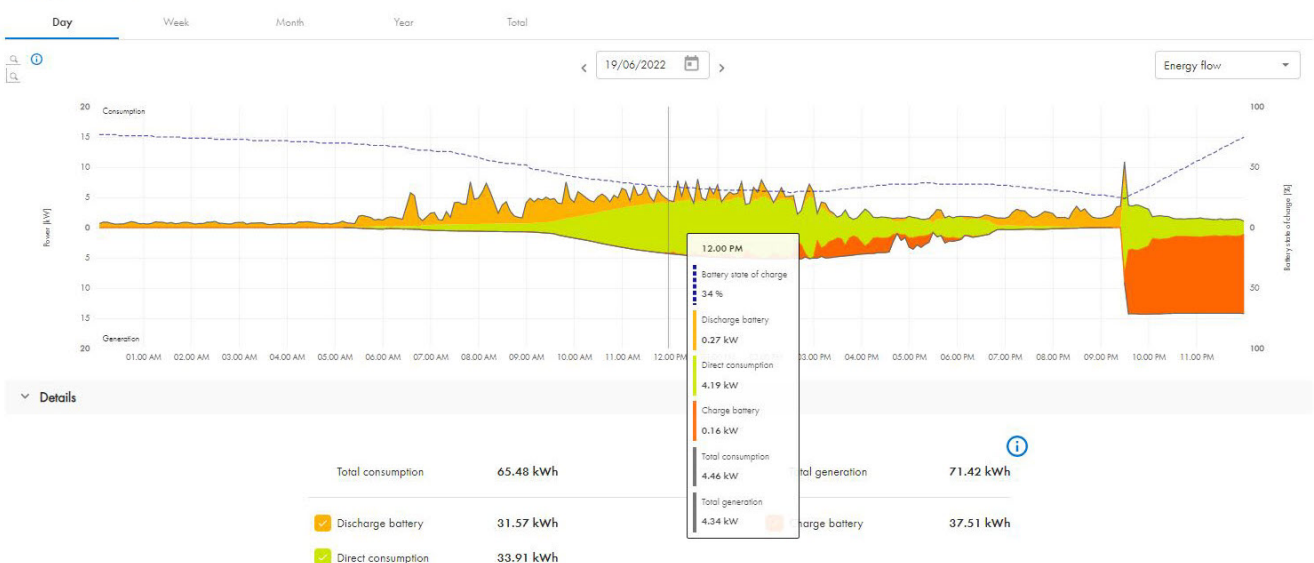 Day Week Month Year Total
19/06/2022
Energy flow
Consumption
Generation
Power [kW]
20
15
10
5
0
5
10
15
20
Battery state of charge [%]
100
50
0
50
100
01.00 AM 02.00 AM 03.00 AM 04.00 AM 05.00 AM 06.00 AM 07.00 AM 08.00 AM 09.00 AM 10.00 AM 11.00 AM 12.00 PM 03.00 PM 04.00 PM 05.00 PM 06.00 PM 07.00 PM 08.00 PM 09.00 PM 10.00 PM 11.00 PM
12.00 PM
Battery state of charge
34 %
Discharge battery
0.27 kW
Direct consumption
4.19 kW
Charge battery
0.16 kW
Total consumption
4.46 kW
Total generation
4.34 kW
Details
Total consumption 65.48 kWh
Total generation 71.42 kWh
Discharge battery 31.57 kWh
Charge battery 37.51 kWh
Direct consumption 33.91 kWh